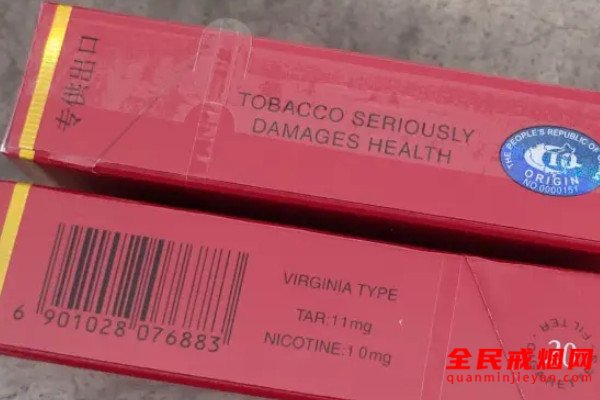 专供出口
TOBACCO SERIOUSLY
DAMAGES HEALTH
THE PEOPLE'S REPUBLIC OF
ORIGIN
NO.0000151
6 901028 076883
VIRGINIA TYPE
TAR:11mg
NICOTINE:1.0mg
20
FILTER
全民戒烟网
quanminjieyan.com